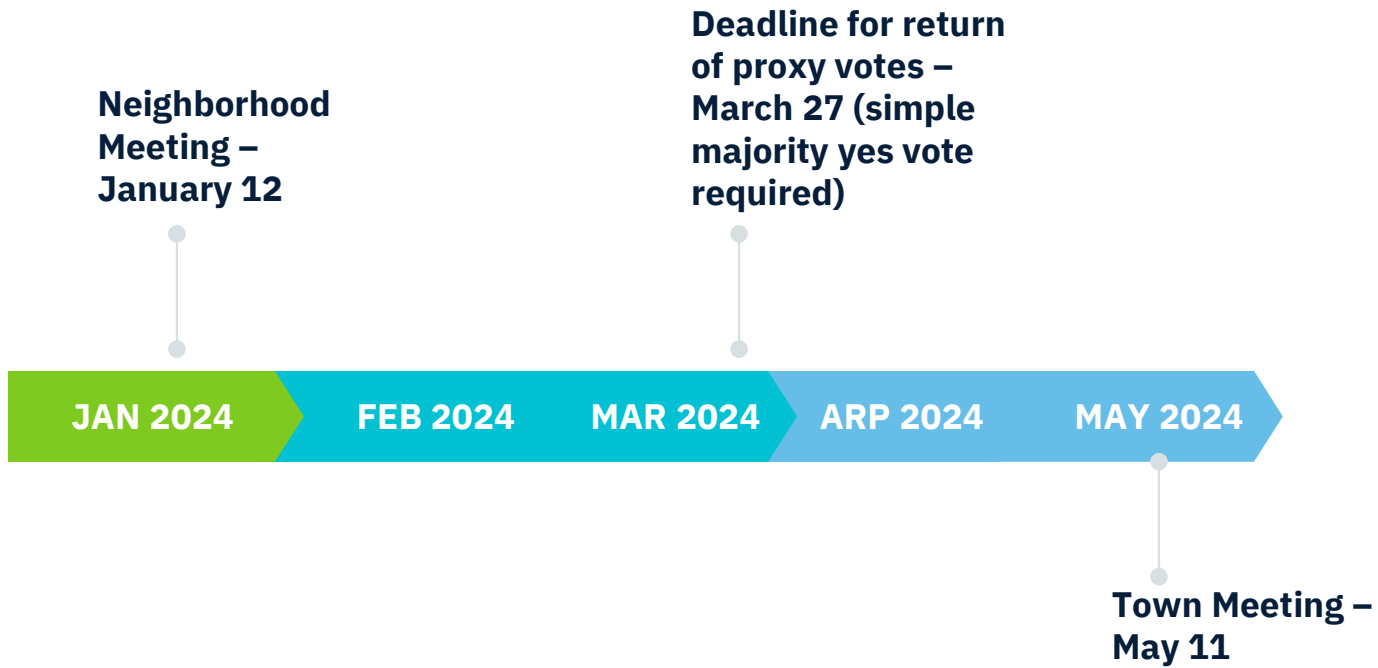 Neighborhood
Meeting –
January 12
Deadline for return
of proxy votes –
March 27 (simple
majority yes vote
required)
JAN 2024
FEB 2024
MAR 2024
ARP 2024
MAY 2024
Town Meeting –
May 11